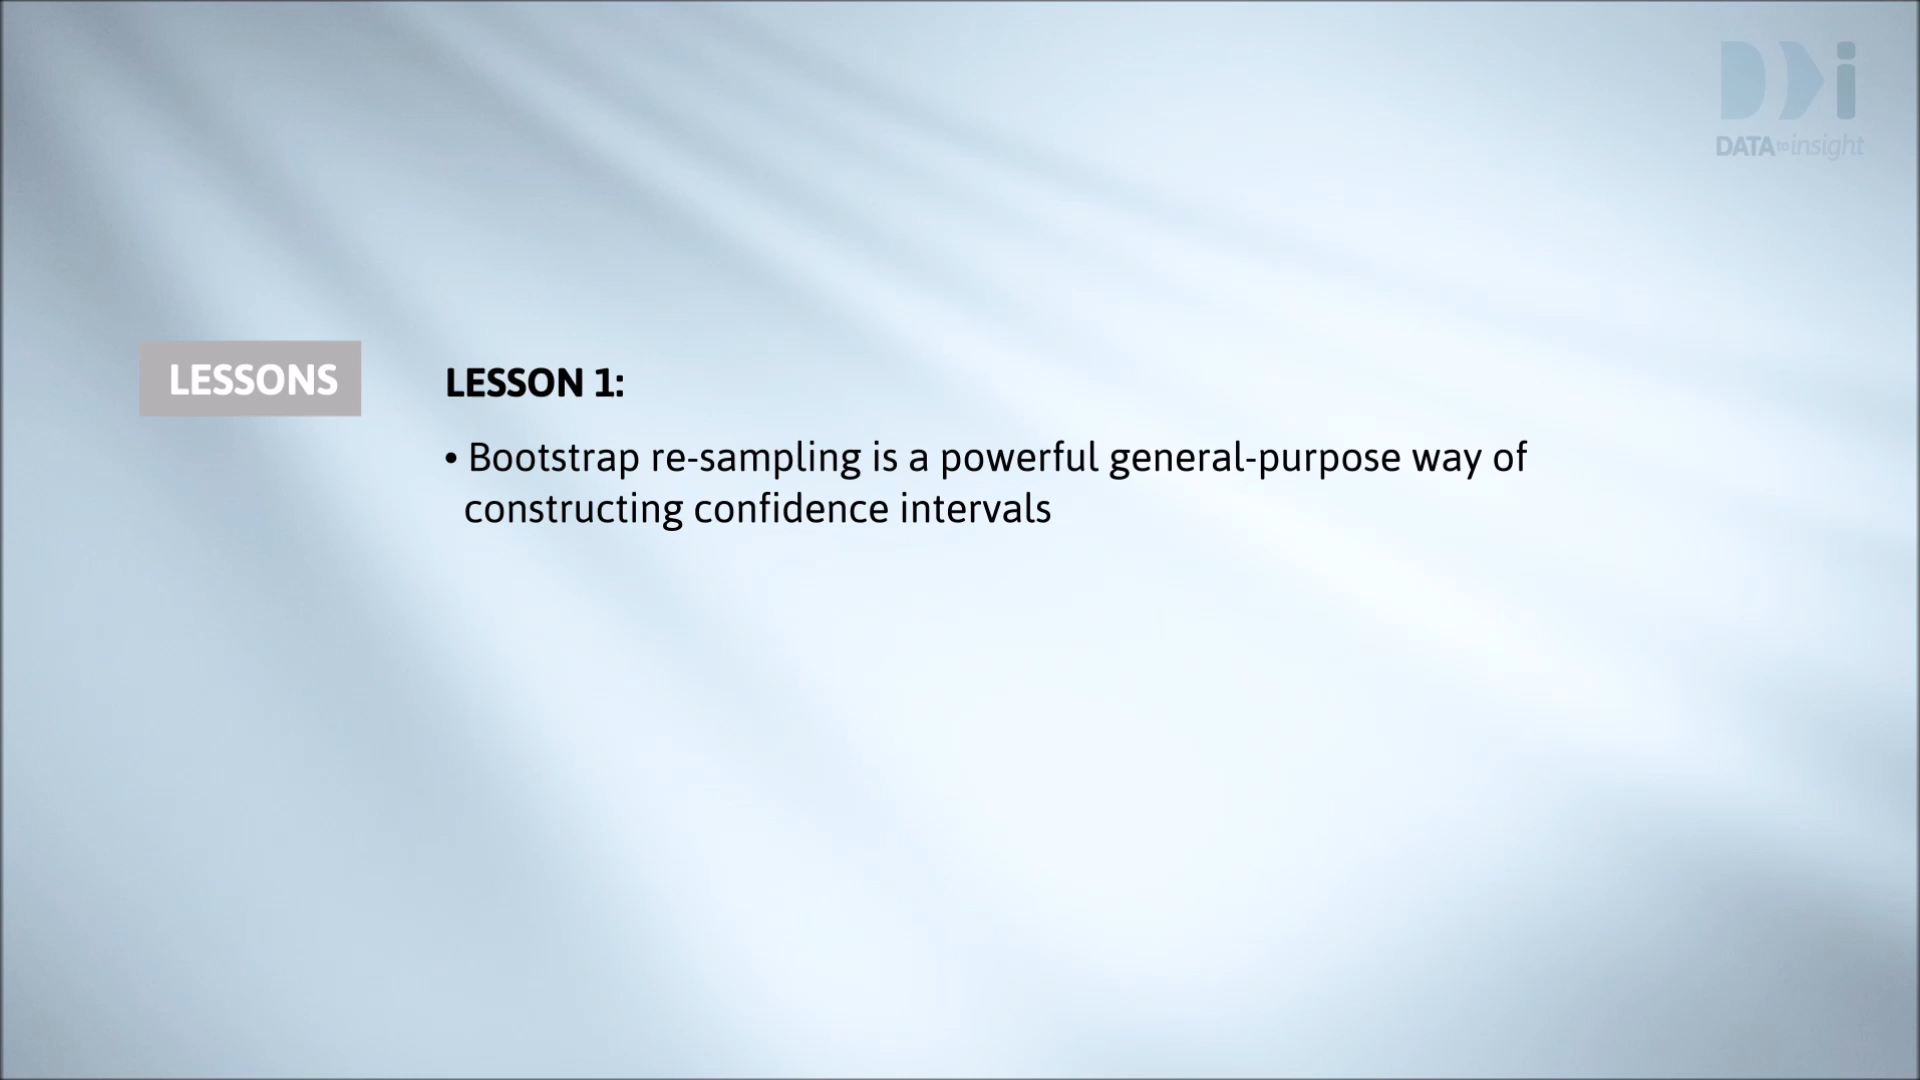 DATA to insight
LESSONS
LESSON 1:
• Bootstrap re-sampling is a powerful general-purpose way of
constructing confidence intervals